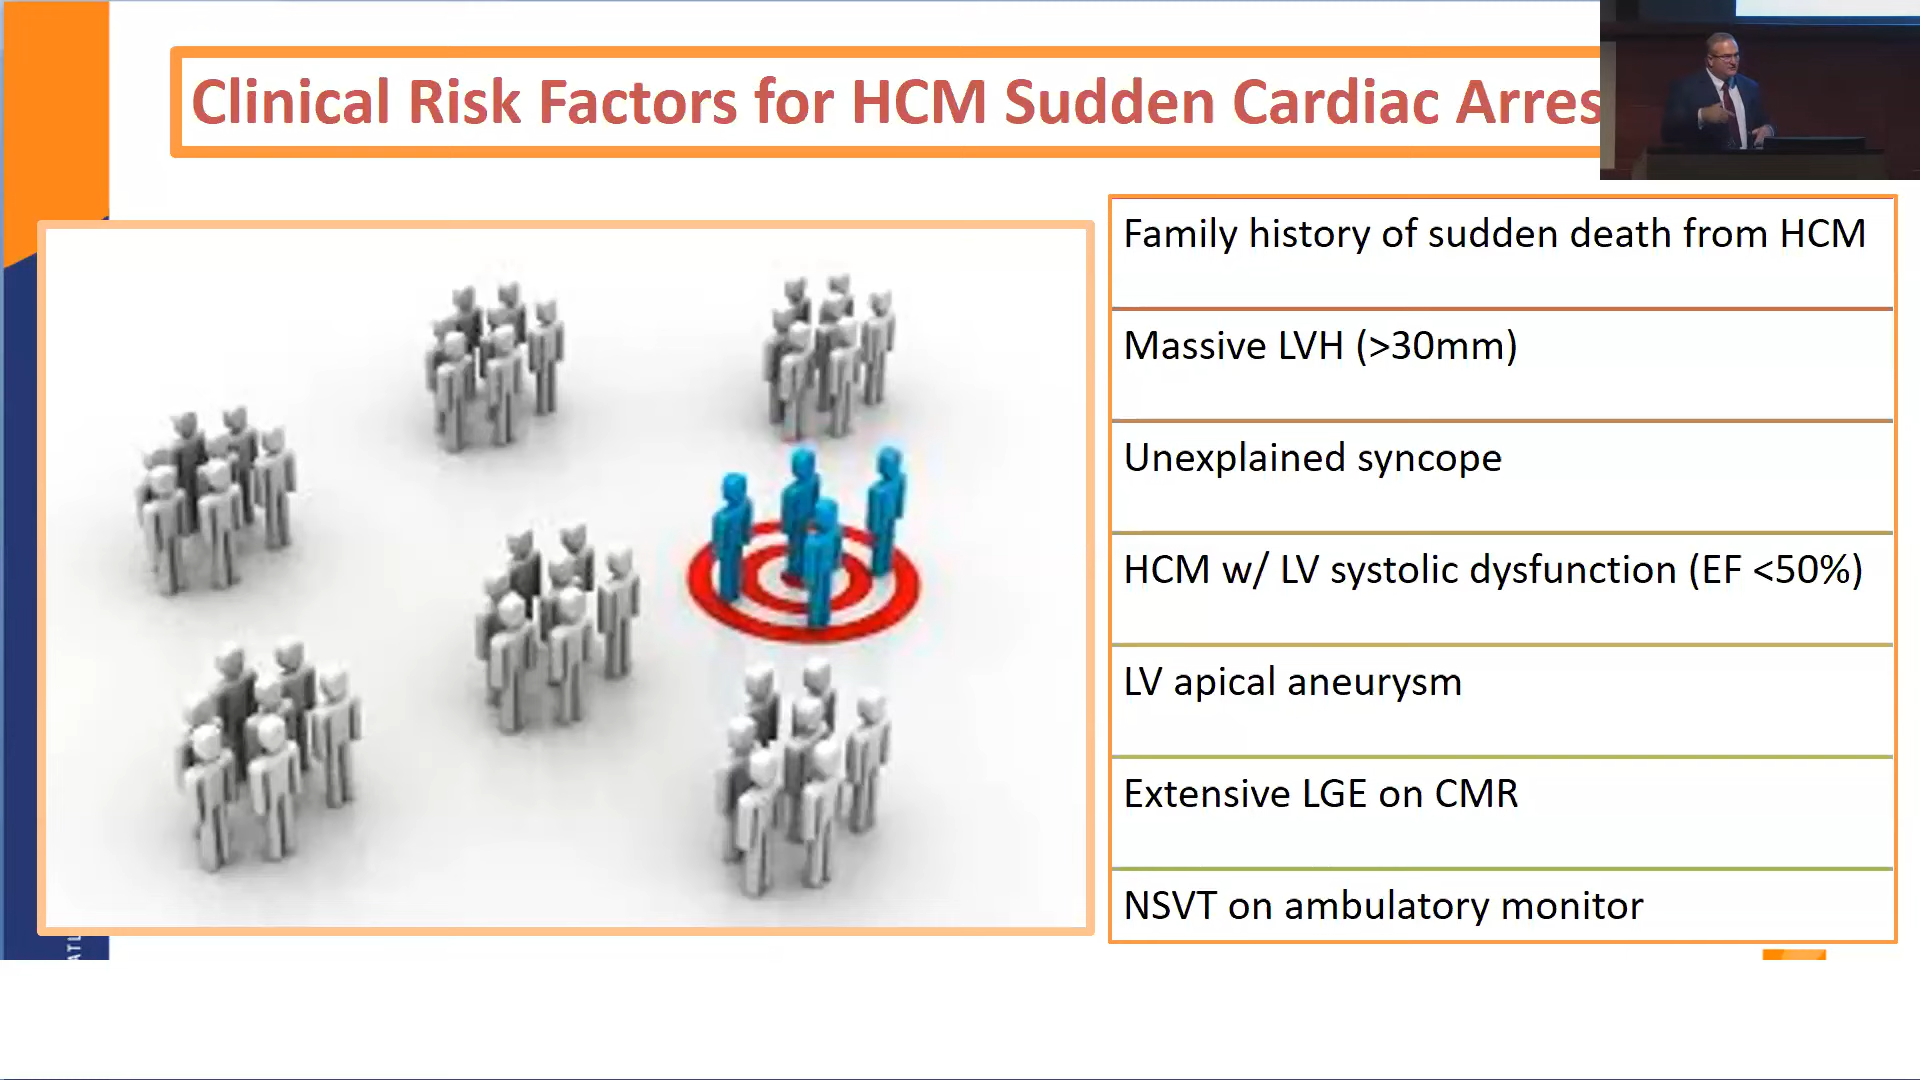 Clinical Risk Factors for HCM Sudden Cardiac Arres
Family history of sudden death from HCM
Massive LVH (>30mm)
Unexplained syncope
HCM w/ LV systolic dysfunction (EF <50%)
LV apical aneurysm
Extensive LGE on CMR
NSVT on ambulatory monitor
ATL